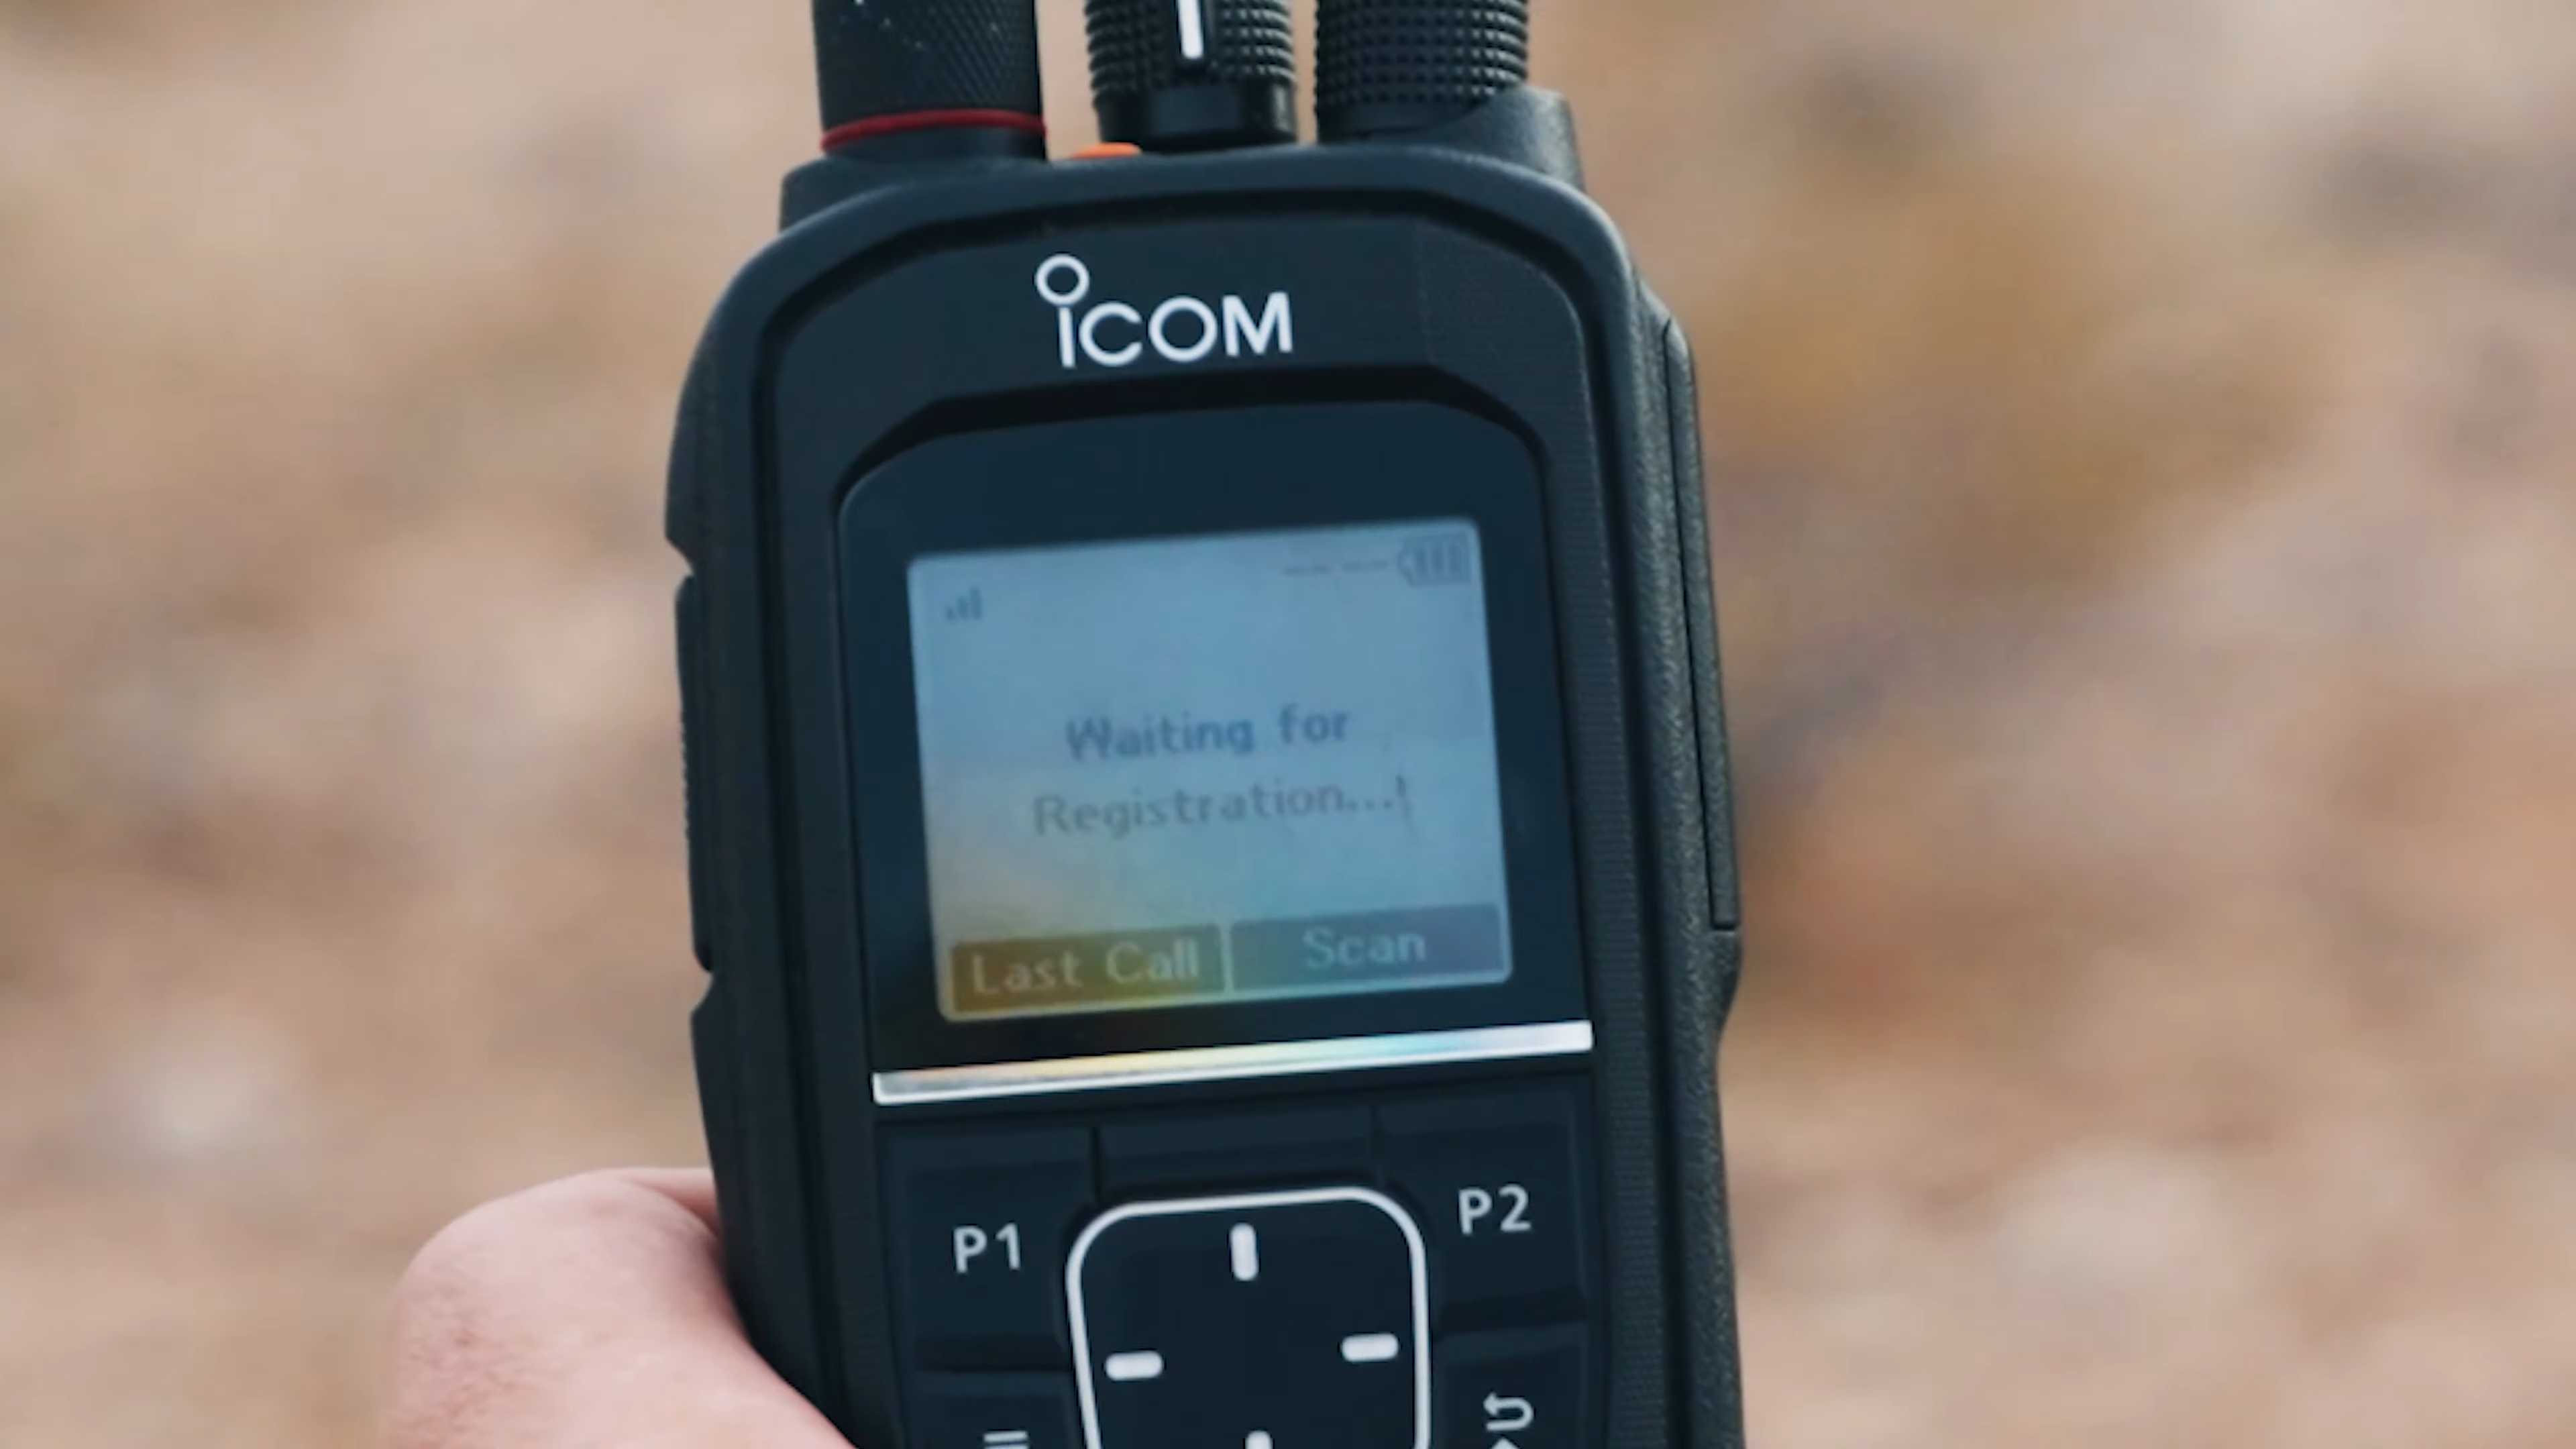 iCOM
Waiting for
Registration...
Last Call Scan
P1 P2